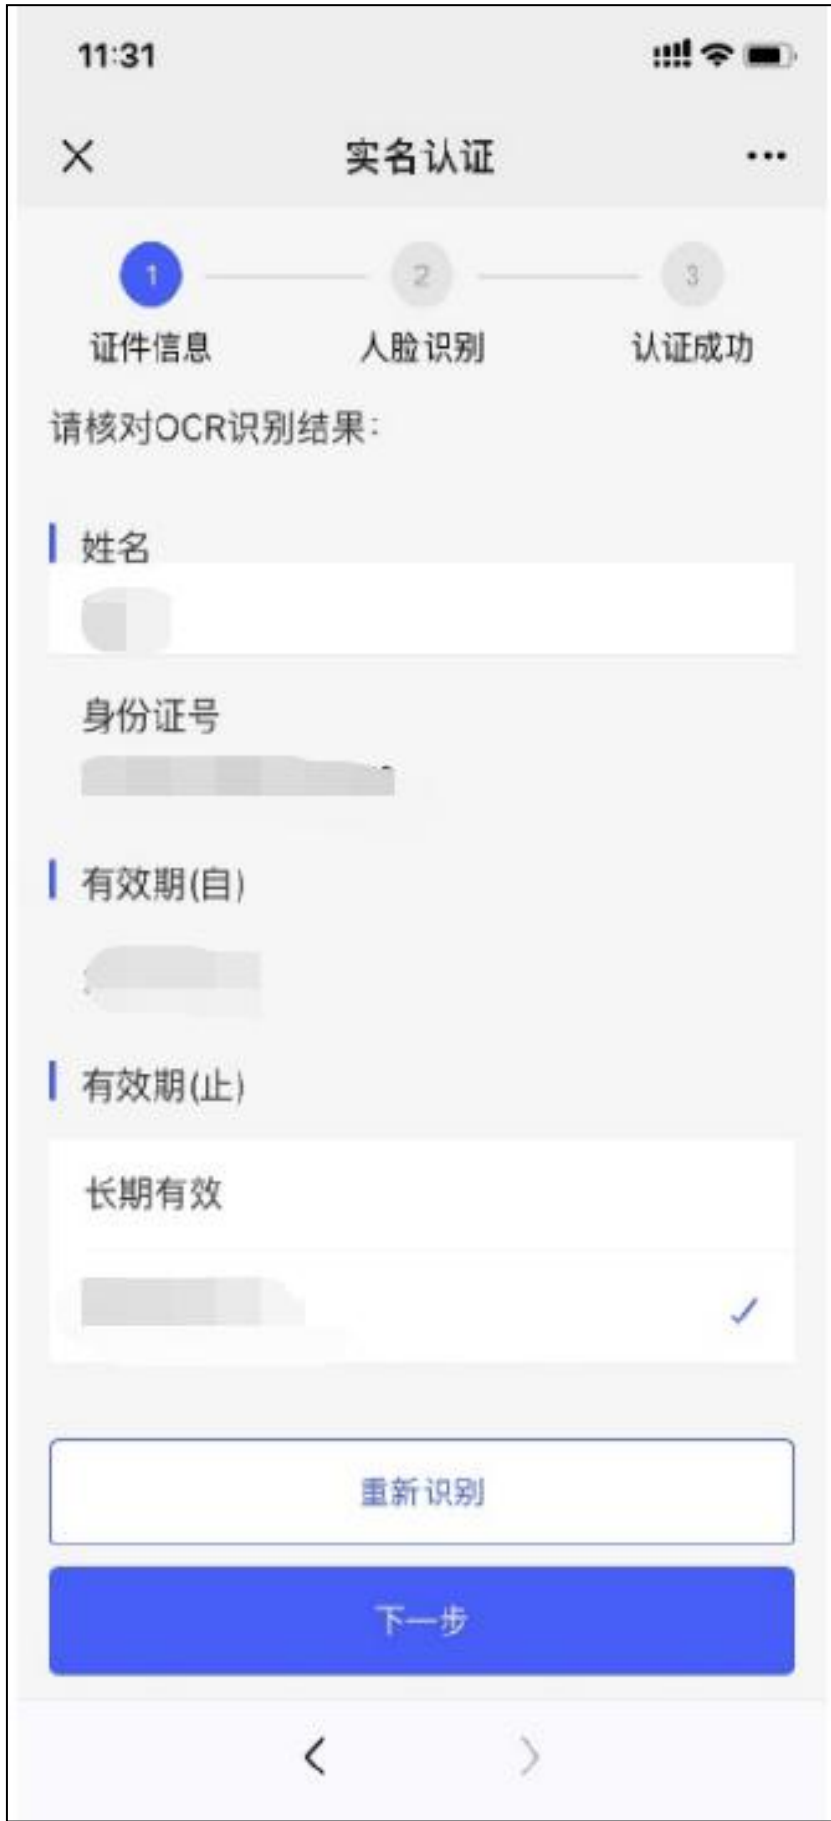 11:31
实名认证
1 2 3
证件信息 人脸识别 认证成功
请核对OCR识别结果:
姓名
身份证号
有效期(自)
有效期(止)
长期有效
重新识别
下一步